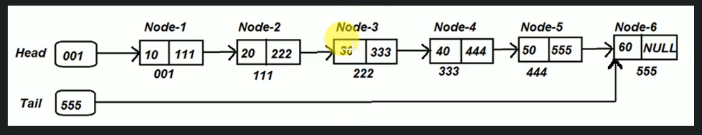 Node-1 Node-2 Node-3 Node-4 Node-5 Node-6
Head 001 10 111 20 222 30 333 40 444 50 555 60 NULL
001 111 222 333 444 555
Tail 555